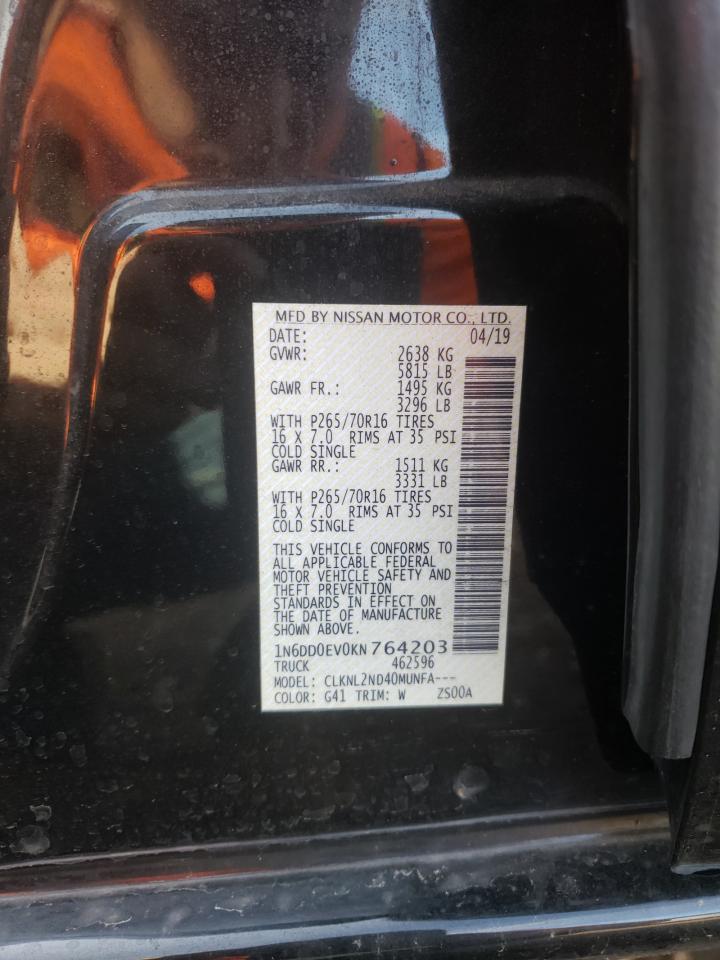 MFD BY NISSAN MOTOR CO., LTD.
DATE: 04/19
GVWR: 2638 KG
5815 LB
GAWR FR.: 1495 KG
3296 LB
WITH P265/70R16 TIRES
16 X 7.0 RIMS AT 35 PSI
COLD SINGLE
GAWR RR.: 1511 KG
3331 LB
WITH P265/70R16 TIRES
16 X 7.0 RIMS AT 35 PSI
COLD SINGLE
THIS VEHICLE CONFORMS TO
ALL APPLICABLE FEDERAL
MOTOR VEHICLE SAFETY AND
THEFT PREVENTION
STANDARDS IN EFFECT ON
THE DATE OF MANUFACTURE
SHOWN ABOVE.
1N6DD0EV0KN764203
TRUCK 462596
MODEL: CLKNL2ND40MUNFA---
COLOR: G41 TRIM: W ZS00A